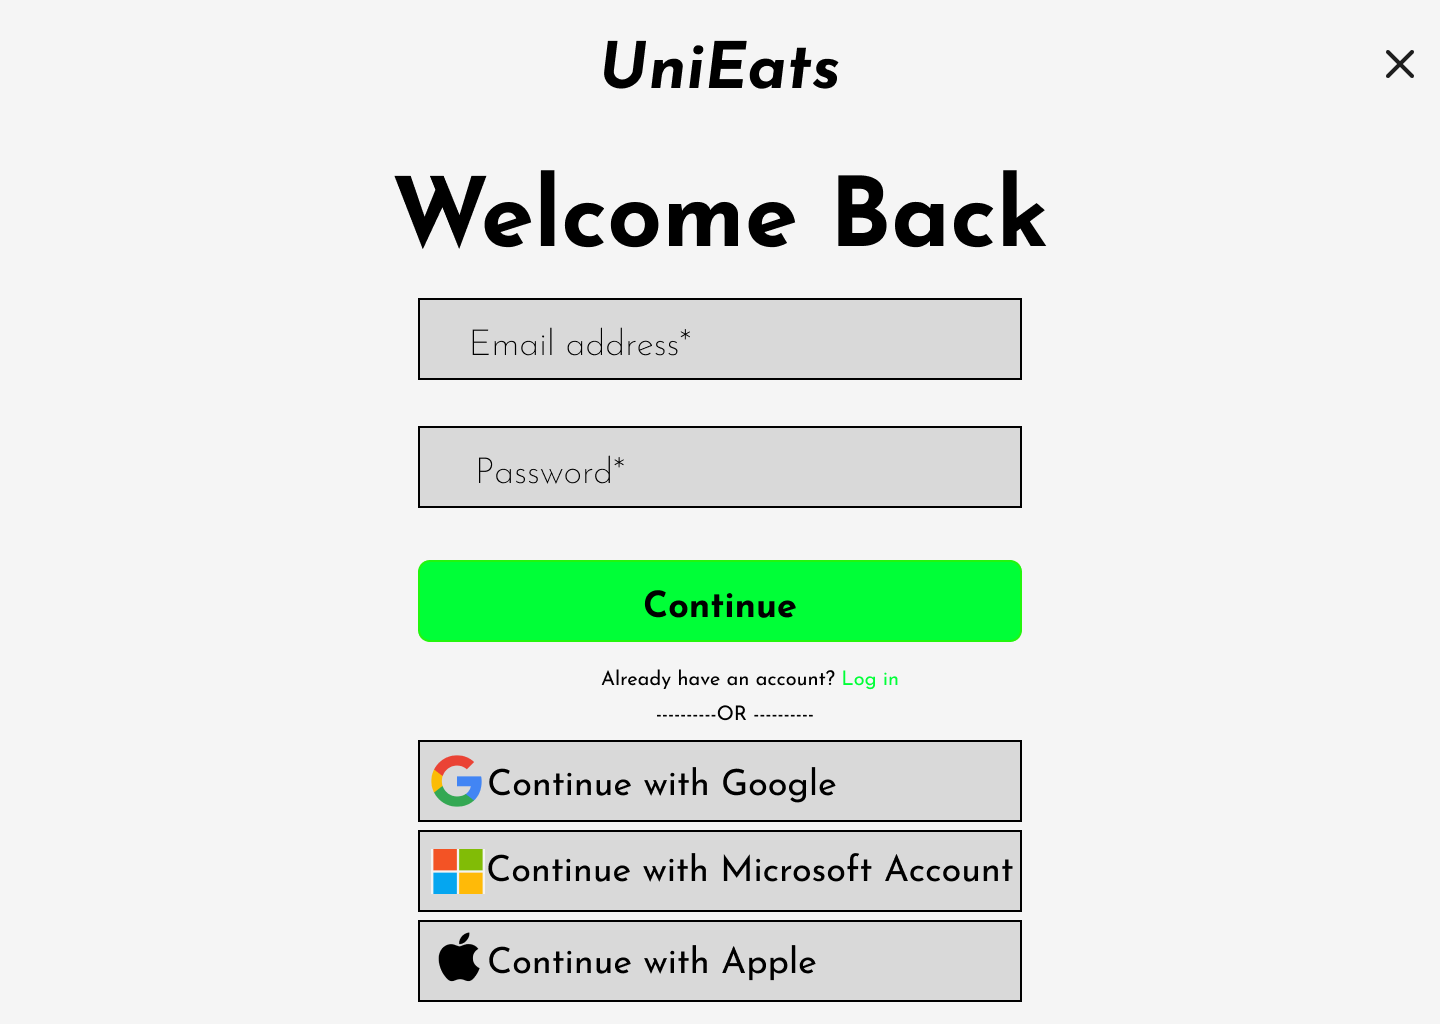 UniEats
Welcome Back
Email address*
Password*
Continue
Already have an account? Log in
----------OR ----------
Continue with Google
Continue with Microsoft Account
Continue with Apple